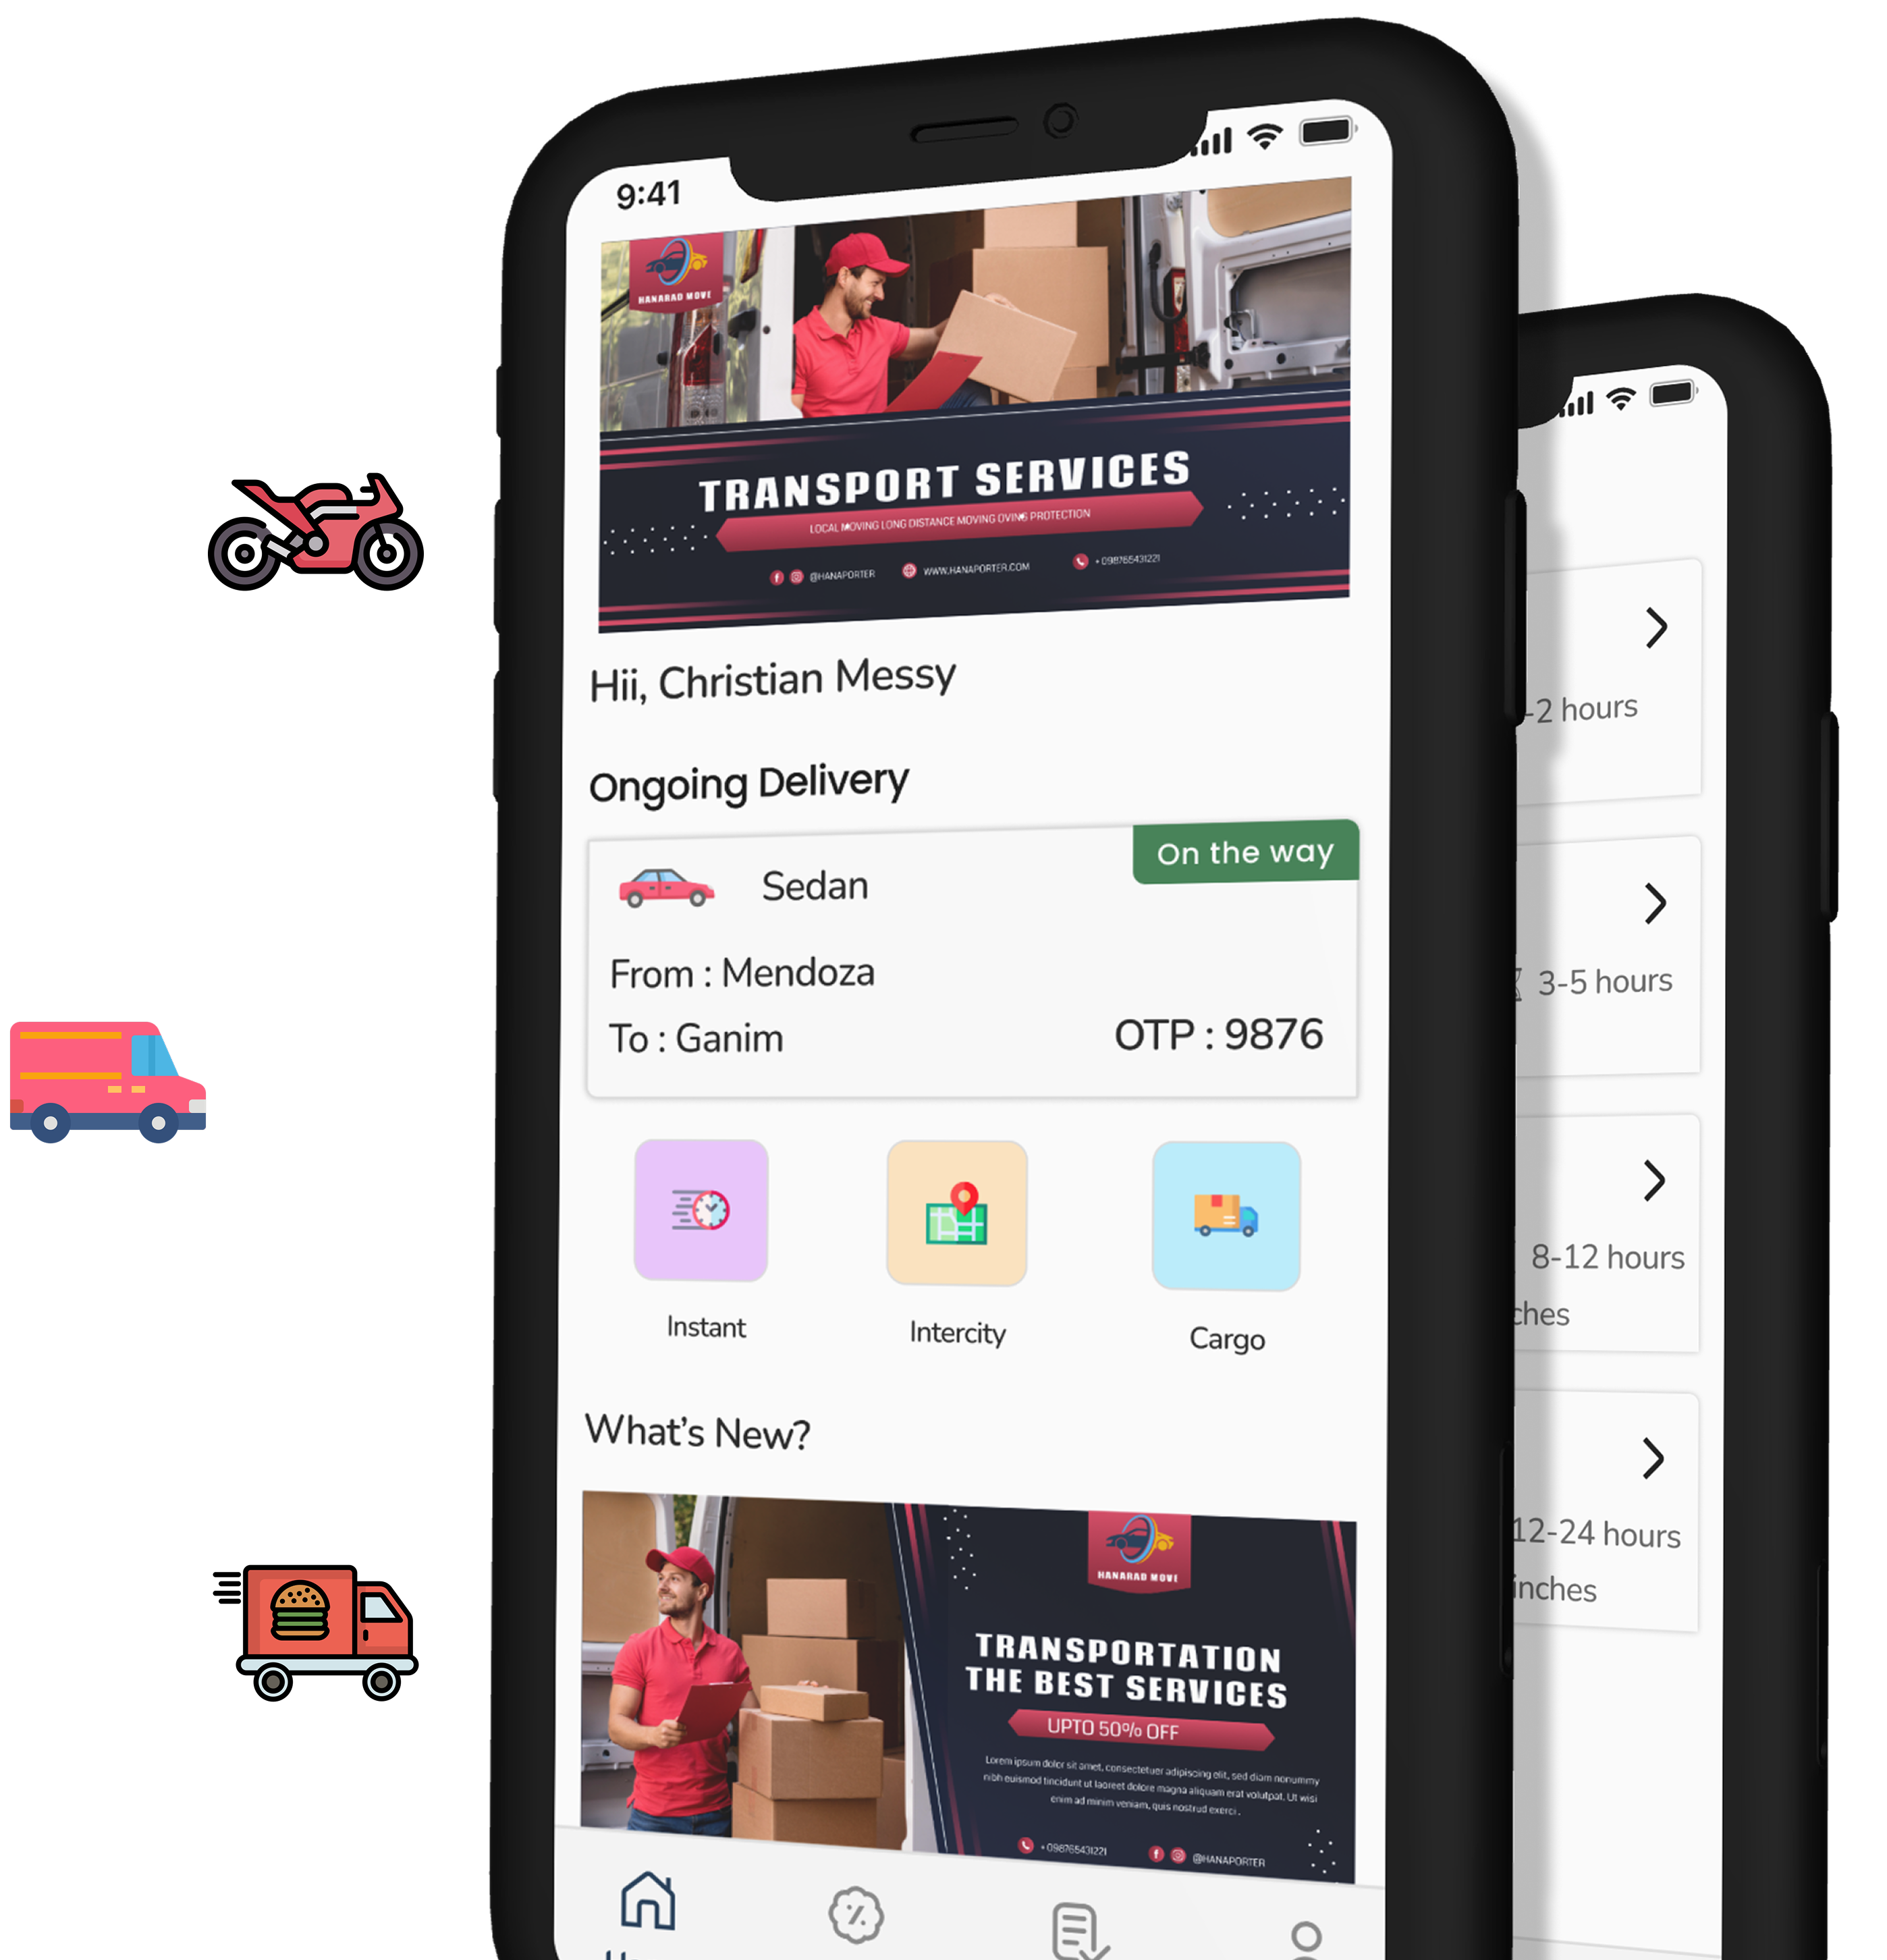 9:41
HANARAD MOVE
TRANSPORT SERVICES
LOCAL MOVING LONG DISTANCE MOVING OVING PROTECTION
@HANAPORTER WWW.HANAPORTER.COM +098765431221
Hii, Christian Messy
Ongoing Delivery
On the way
Sedan
From : Mendoza
To : Ganim
OTP : 9876
Instant
Intercity
Cargo
What's New?
HANARAD MOVE
TRANSPORTATION
THE BEST SERVICES
UPTO 50% OFF
Lorem ipsum dolor sit amet, consectetuer adipiscing elit, sed diam nonummy
nibh euismod tincidunt ut laoreet dolore magna aliquam erat volutpat. Ut wisi
enim ad minim veniam, quis nostrud exerci.
+098765431221 @HANAPORTER
-2 hours
3-5 hours
8-12 hours
ches
12-24 hours
inches